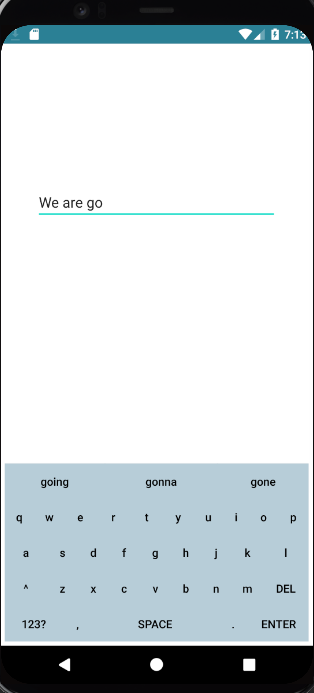 7:13
We are go
going gonna gone
q w e r t y u i o p
a s d f g h j k l
^ z x c v b n m DEL
123? , SPACE . ENTER